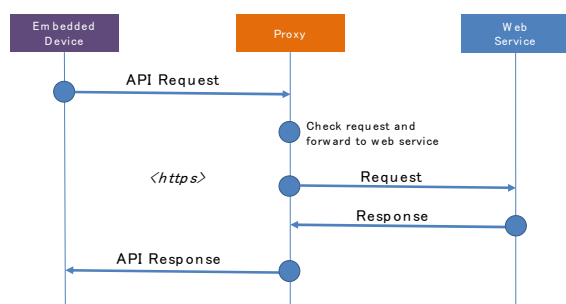 Embedded
Device
Proxy
Web
Service
API Request
Check request and
forward to web service
<https>
Request
Response
API Response